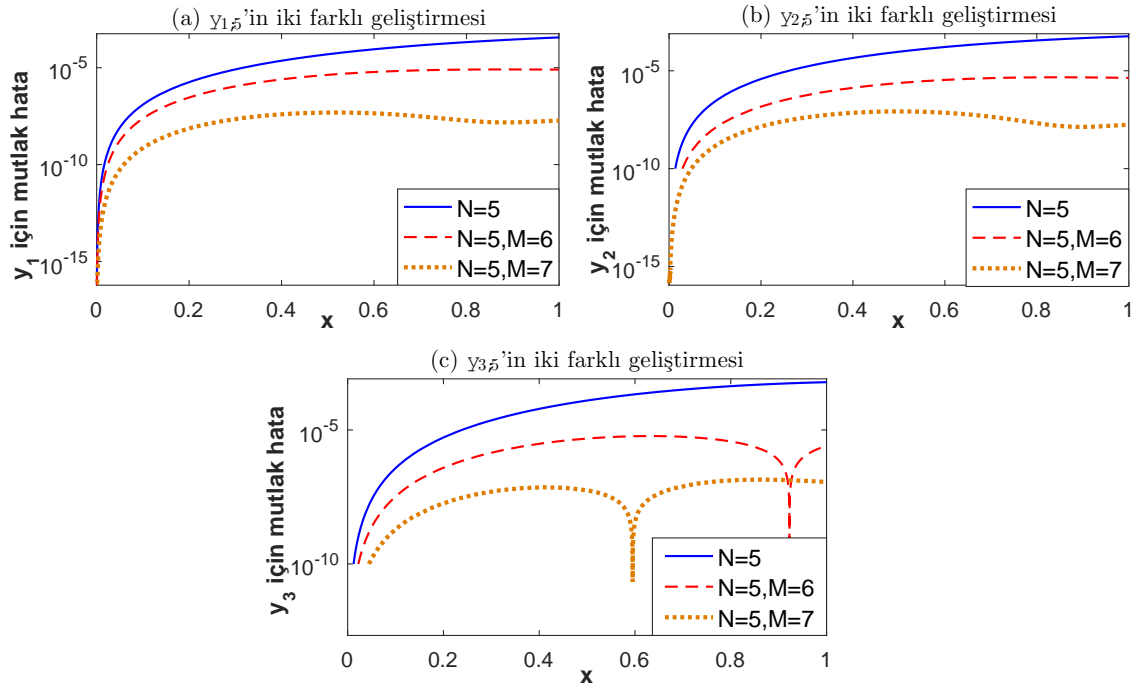 (a) y1,5'in iki farklı geliştirmesi
10^-5
10^-10
10^-15
y_1 için mutlak hata
0 0.2 0.4 0.6 0.8 1
x
N=5
N=5,M=6
N=5,M=7
(b) y2,5'in iki farklı geliştirmesi
10^-5
10^-10
10^-15
y_2 için mutlak hata
0 0.2 0.4 0.6 0.8 1
x
N=5
N=5,M=6
N=5,M=7
(c) y3,5'in iki farklı geliştirmesi
10^-5
10^-10
y_3 için mutlak hata
0 0.2 0.4 0.6 0.8 1
x
N=5
N=5,M=6
N=5,M=7